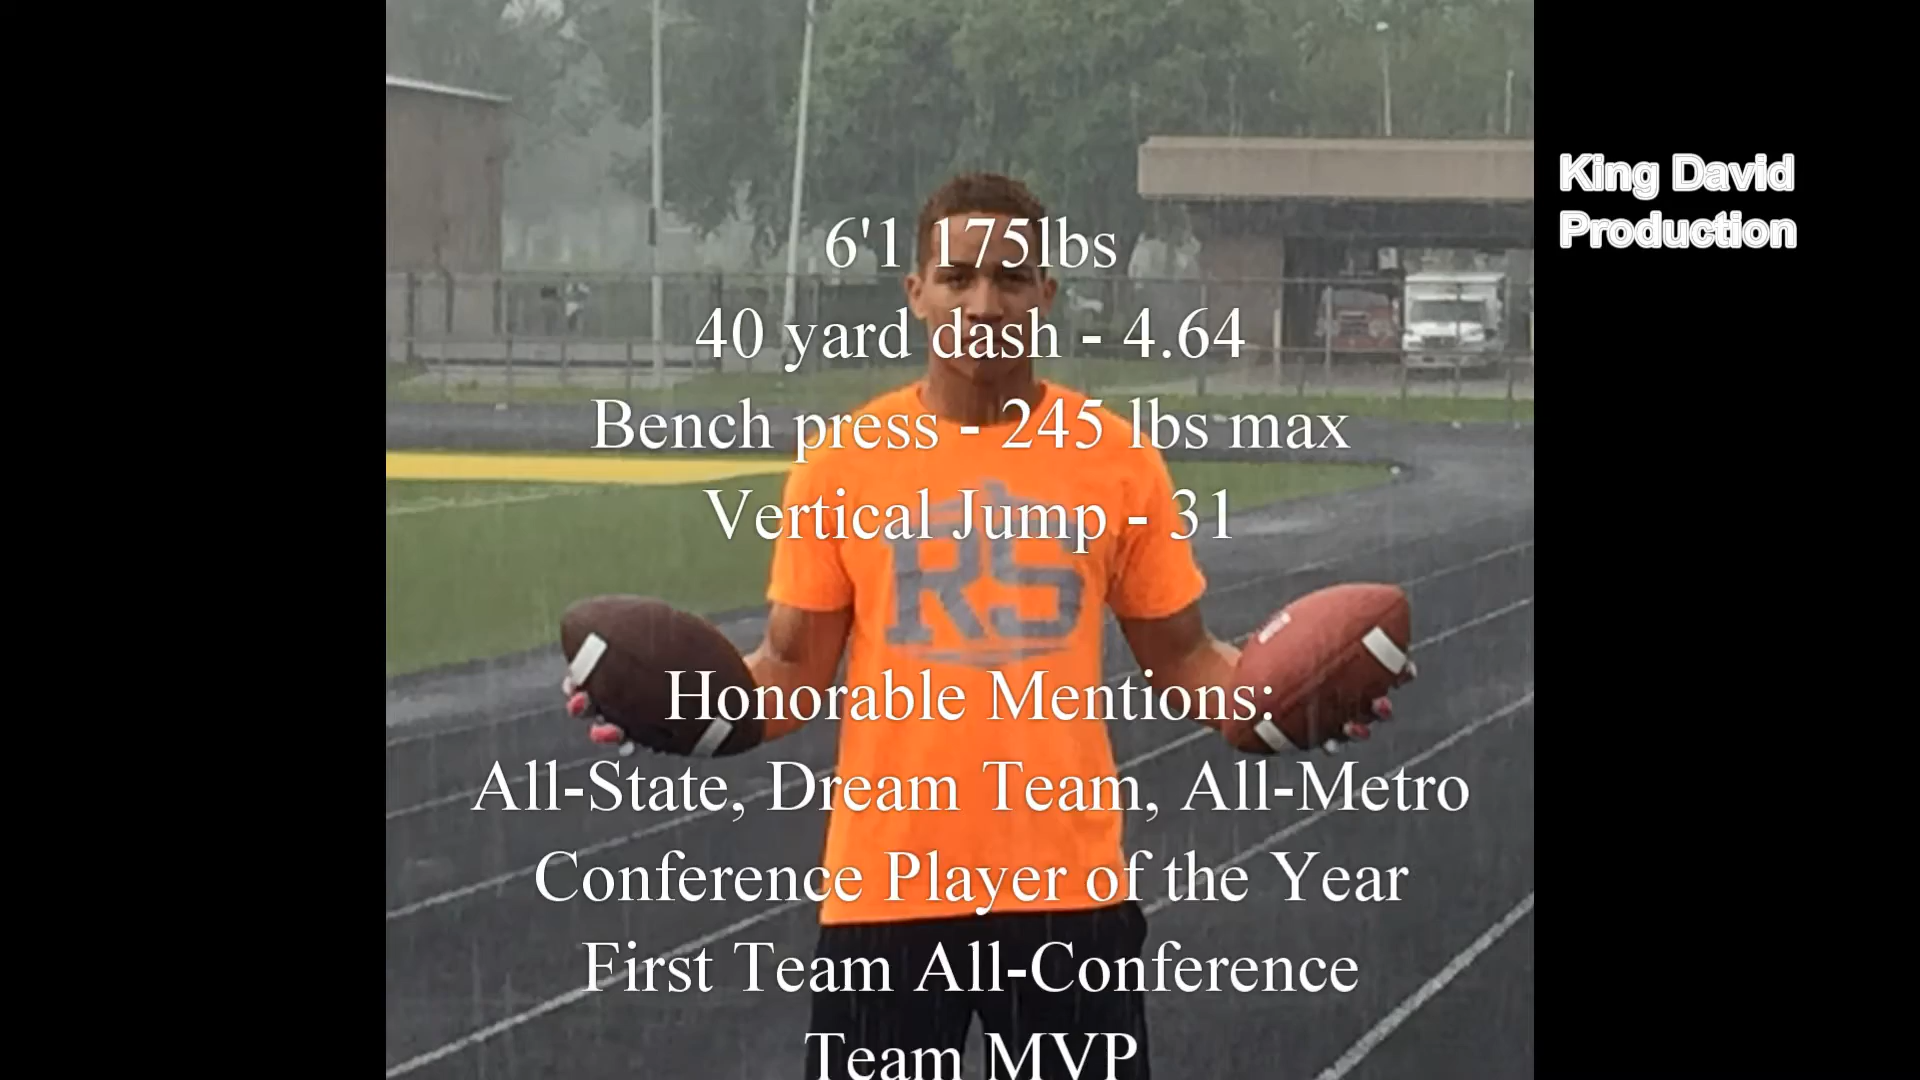 King David
Production
6'1 175lbs
40 yard dash - 4.64
Bench press - 245 lbs max
Vertical Jump - 31
RS
Honorable Mentions:
All-State, Dream Team, All-Metro
Conference Player of the Year
First Team All-Conference
Team MVP